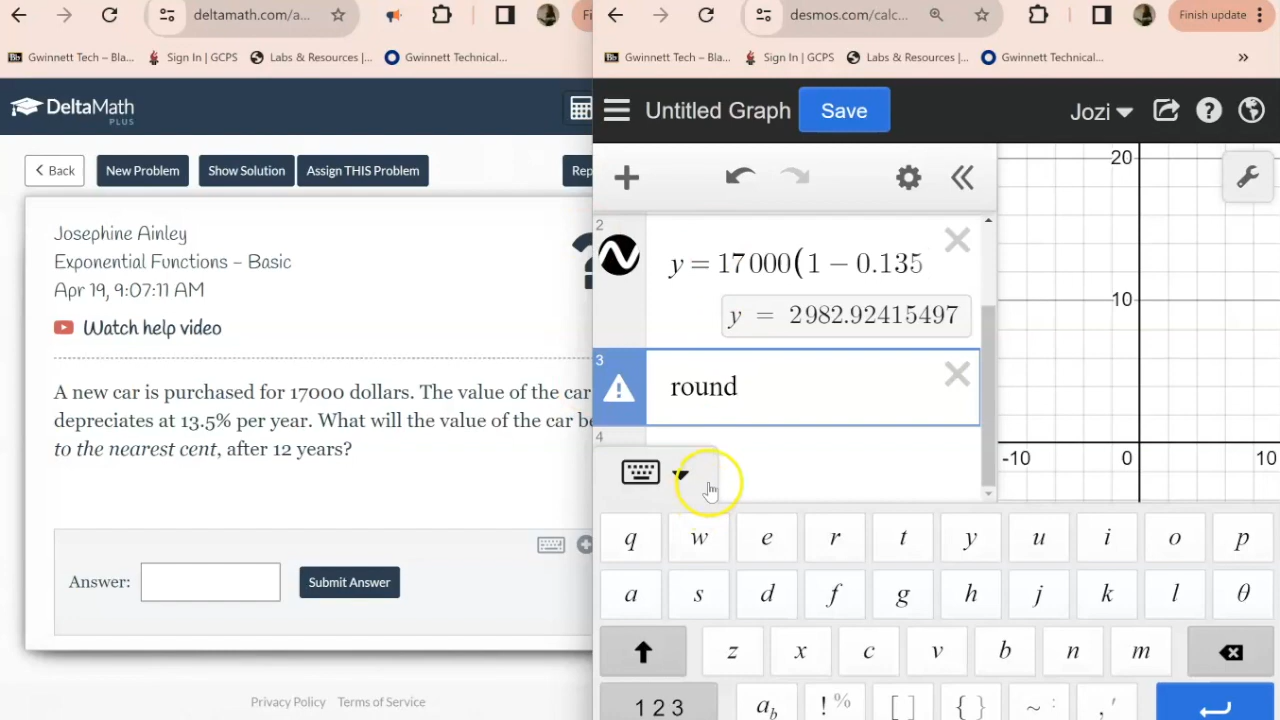 deltamath.com/a...
Fi
desmos.com/calc...
Finish update
Gwinnett Tech – Bla...
Sign In | GCPS
Labs & Resources |...
Gwinnett Technical...
Gwinnett Tech – Bla...
Sign In | GCPS
Labs & Resources |...
Gwinnett Technical...
»
DeltaMath
PLUS
Untitled Graph
Save
Jozi
Back
New Problem
Show Solution
Assign THIS Problem
Rep
Josephine Ainley
Exponential Functions – Basic
Apr 19, 9:07:11 AM
Watch help video
A new car is purchased for 17000 dollars. The value of the car
depreciates at 13.5% per year. What will the value of the car be
to the nearest cent, after 12 years?
Answer:
Submit Answer
Privacy Policy
Terms of Service
2
y = 17000(1 − 0.135
y = 2982.92415497
3
round
4
20
10
-10
0
10
q w e r t y u i o p
a s d f g h j k l θ
z x c v b n m
1 2 3
a_b
! %
[ ]
{ }
~ :
, '